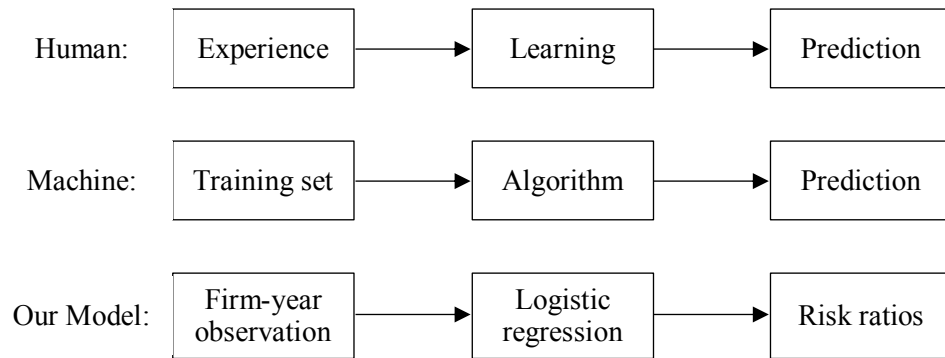 Human: Experience Learning Prediction
Machine: Training set Algorithm Prediction
Our Model: Firm-year observation Logistic regression Risk ratios